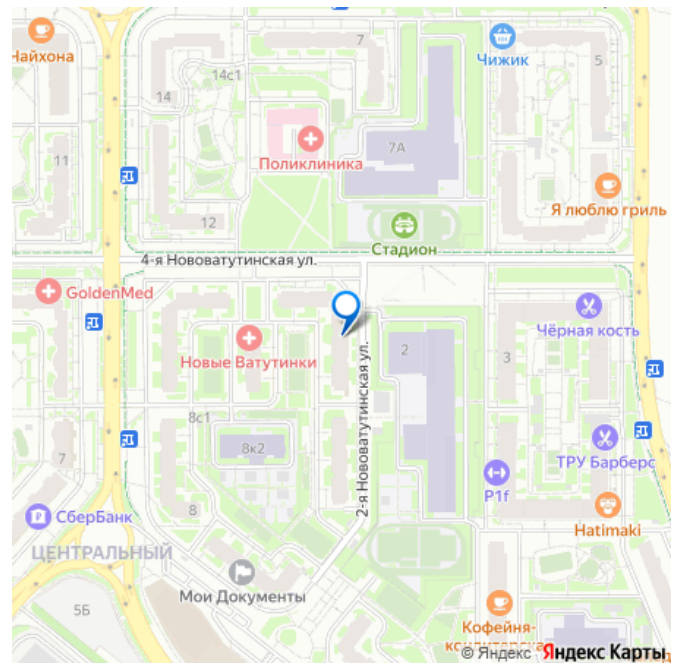 Найхона
7
Чижик
5
14с1
14
Поликлиника
7А
11
12
Я люблю гриль
Стадион
4-я Нововатутинская ул.
GoldenMed
Чёрная кость
Новые Ватутинки
2
3
2-я Нововатутинская ул.
8с1
8к2
7
ТРУ Барберс
P1f
8
СберБанк
Hatimaki
ЦЕНТРАЛЬНЫЙ
Мои Документы
5Б
Кофейня-
© Яндекс Яндекс Карты